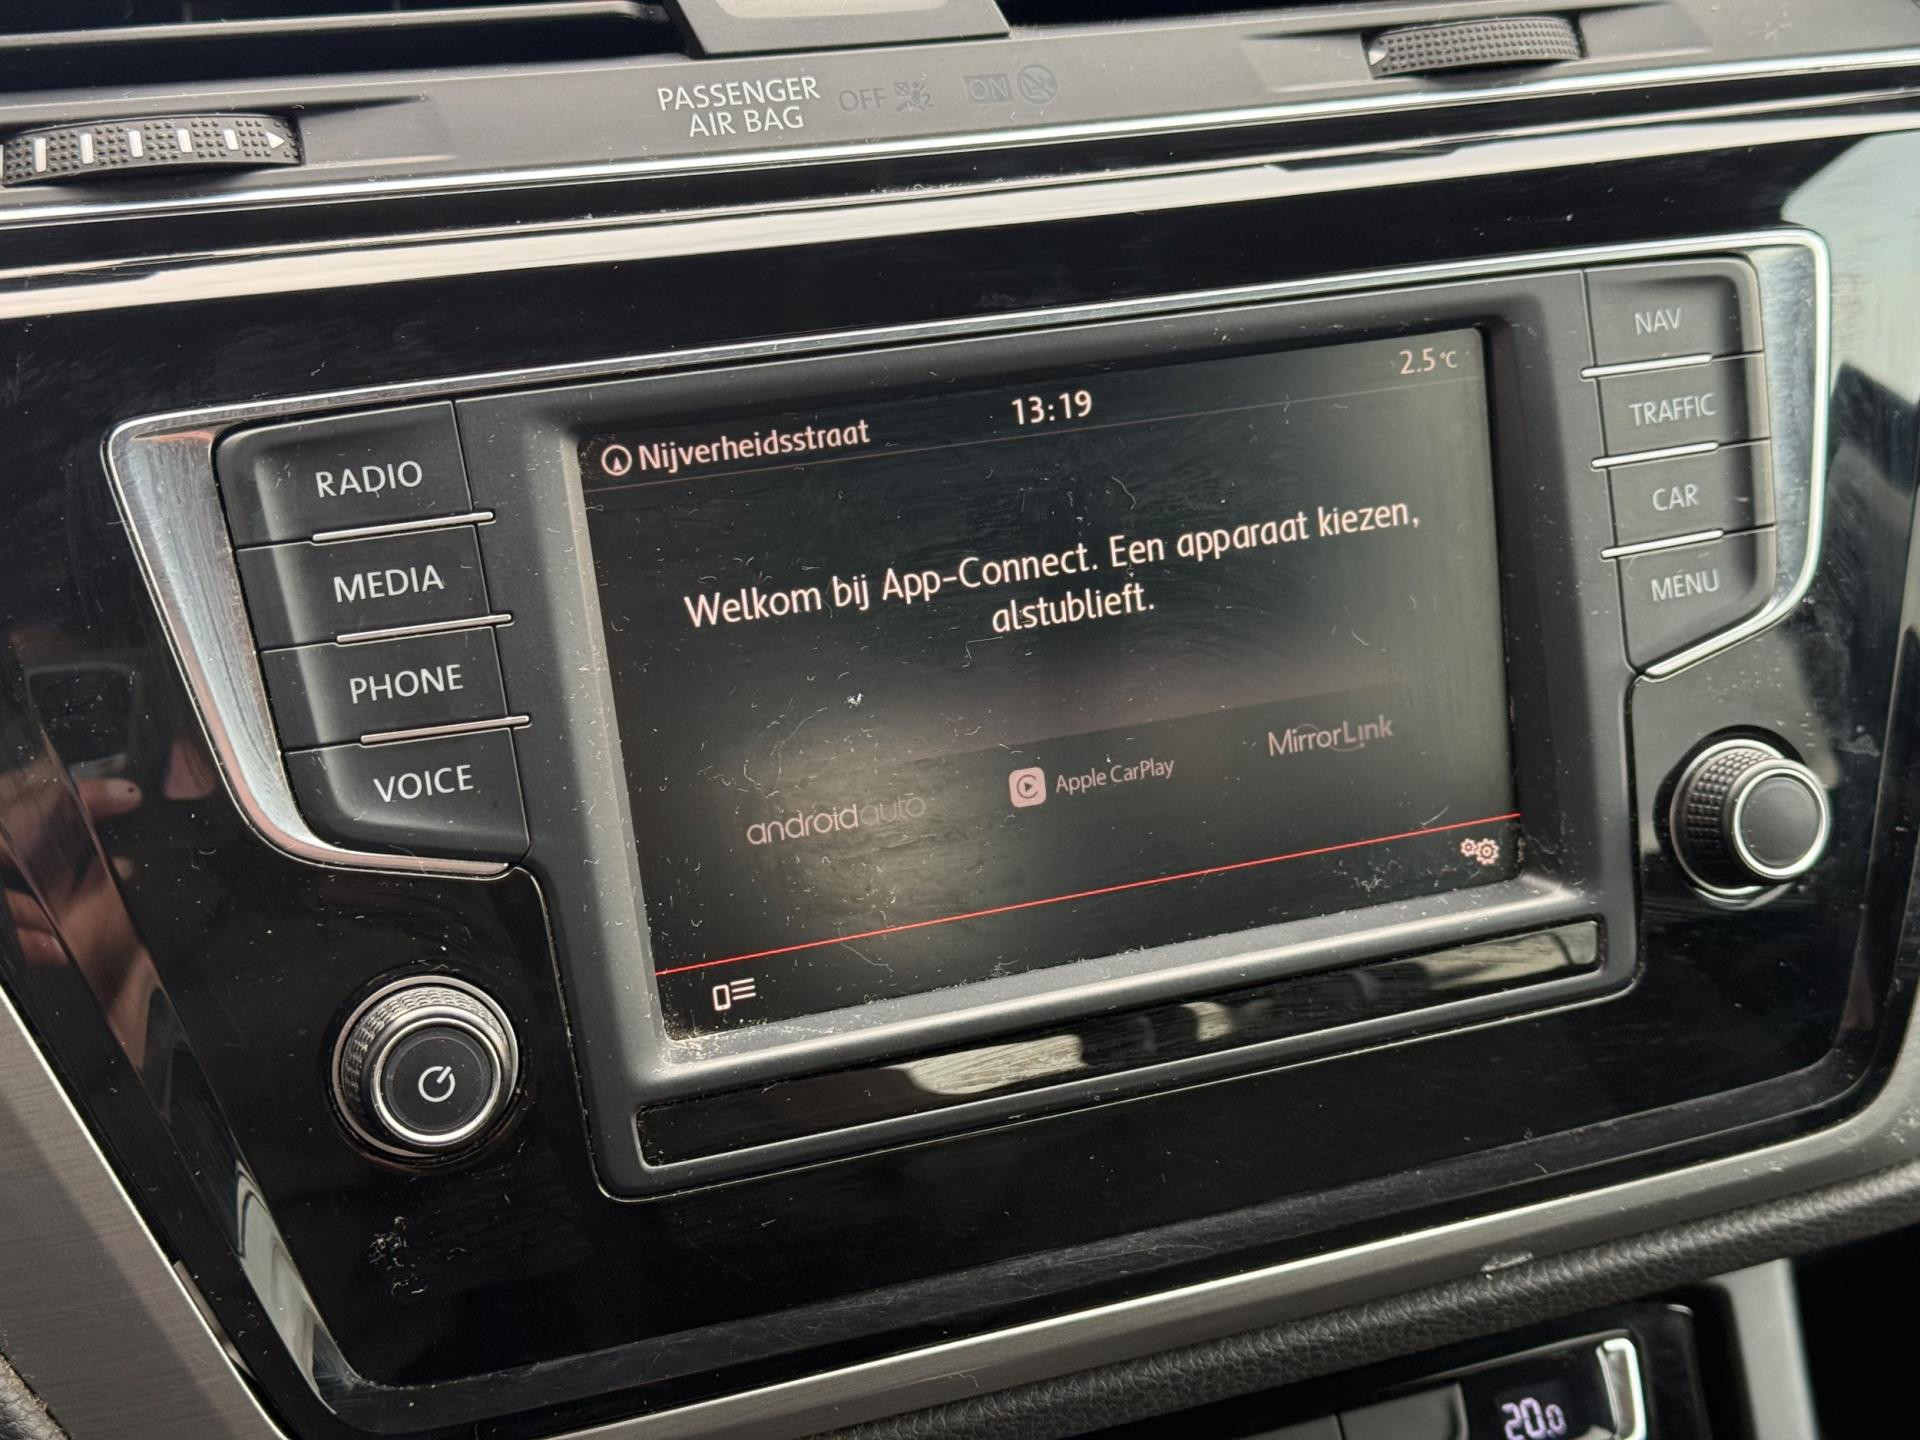 PASSENGER
AIR BAG
OFF
ON
RADIO
MEDIA
PHONE
VOICE
Nijverheidsstraat
13:19
2.5°C
Welkom bij App-Connect. Een apparaat kiezen,
alstublieft.
androidauto
Apple CarPlay
MirrorLink
NAV
TRAFFIC
CAR
MENU
20.0